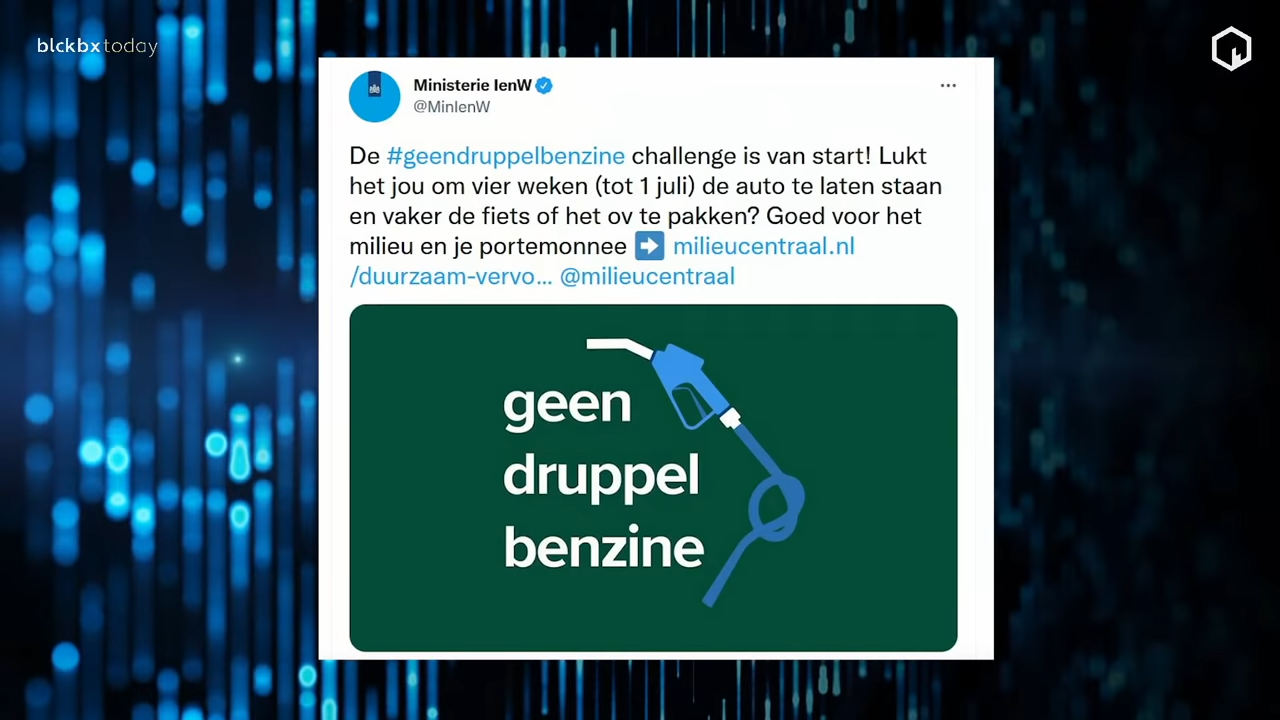 blckbxtoday
Ministerie IenW
@MinIenW
De #geendruppelbenzine challenge is van start! Lukt
het jou om vier weken (tot 1 juli) de auto te laten staan
en vaker de fiets of het ov te pakken? Goed voor het
milieu en je portemonnee ➡️ milieucentraal.nl
/duurzaam-vervo... @milieucentraal
geen
druppel
benzine